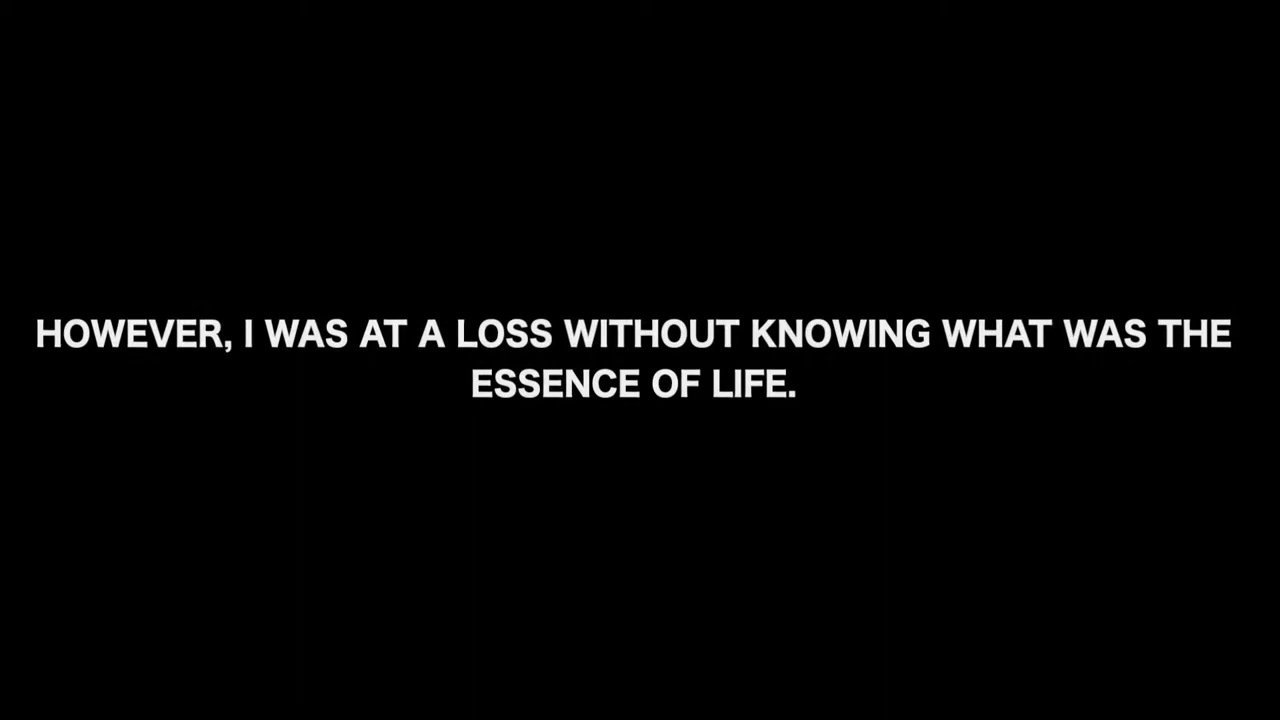 HOWEVER, I WAS AT A LOSS WITHOUT KNOWING WHAT WAS THE
ESSENCE OF LIFE.